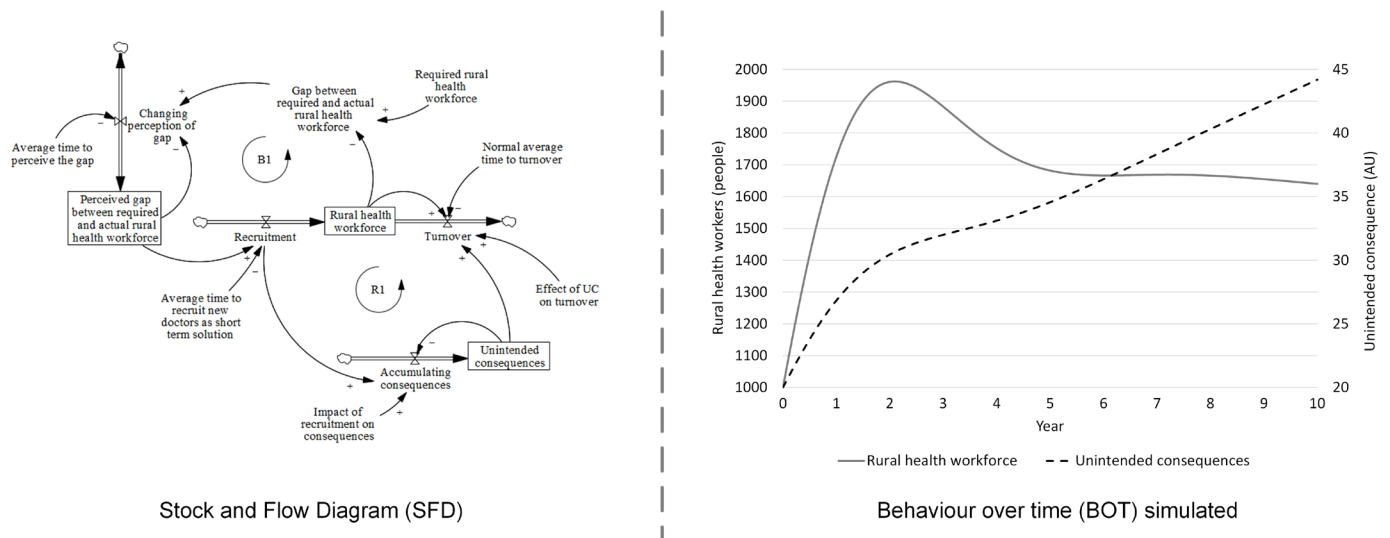 Required rural
health
workforce
Gap between
required and actual
rural health
workforce
+
+
Changing
perception of
gap
−
−
−
Average time to
perceive the gap
B1
Normal average
time to turnover
Perceived gap
between required
and actual rural
health workforce
Rural health
workforce
+
−
Recruitment
Turnover
+
−
+
+
Average time to
recruit new
doctors as short
term solution
R1
Effect of UC
on turnover
−
Unintended
consequences
Accumulating
consequences
+
+
Impact of
recruitment on
consequences
Stock and Flow Diagram (SFD)
Rural health workers (people)
2000
1900
1800
1700
1600
1500
1400
1300
1200
1100
1000
45
40
35
30
25
20
Unintended consequence (AU)
0 1 2 3 4 5 6 7 8 9 10
Year
Rural health workforce
Unintended consequences
Behaviour over time (BOT) simulated